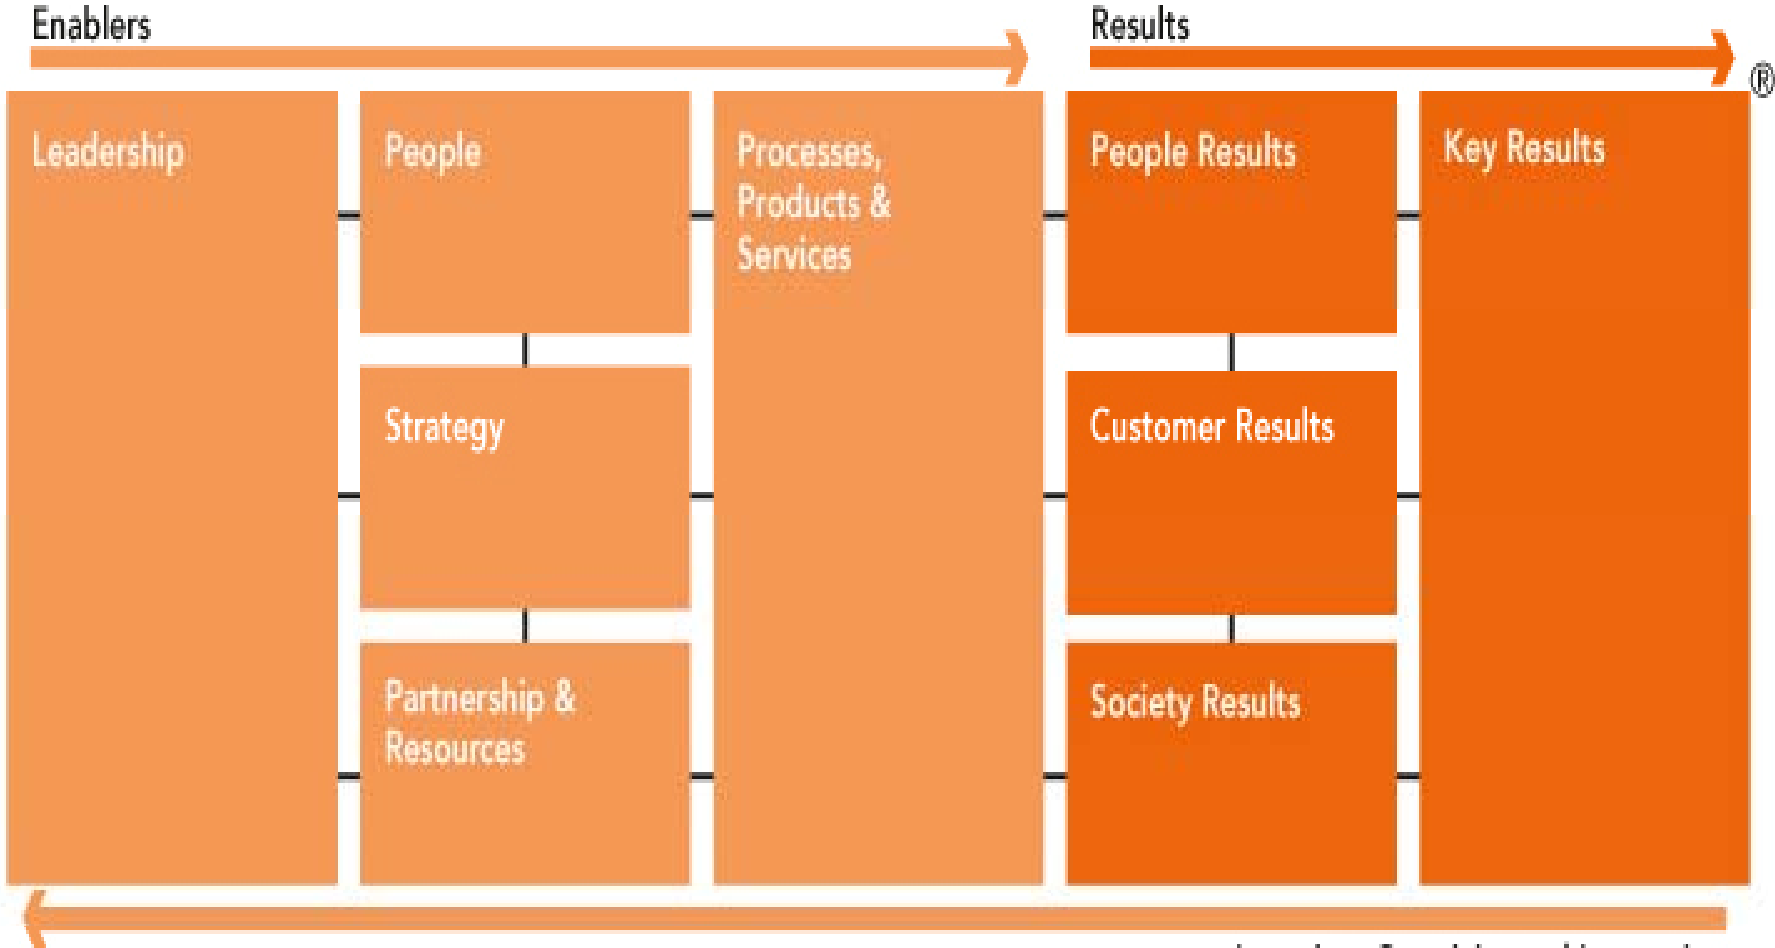 Enablers
Results
®
Leadership
People
Processes,
Products &
Services
People Results
Key Results
Strategy
Customer Results
Partnership &
Resources
Society Results